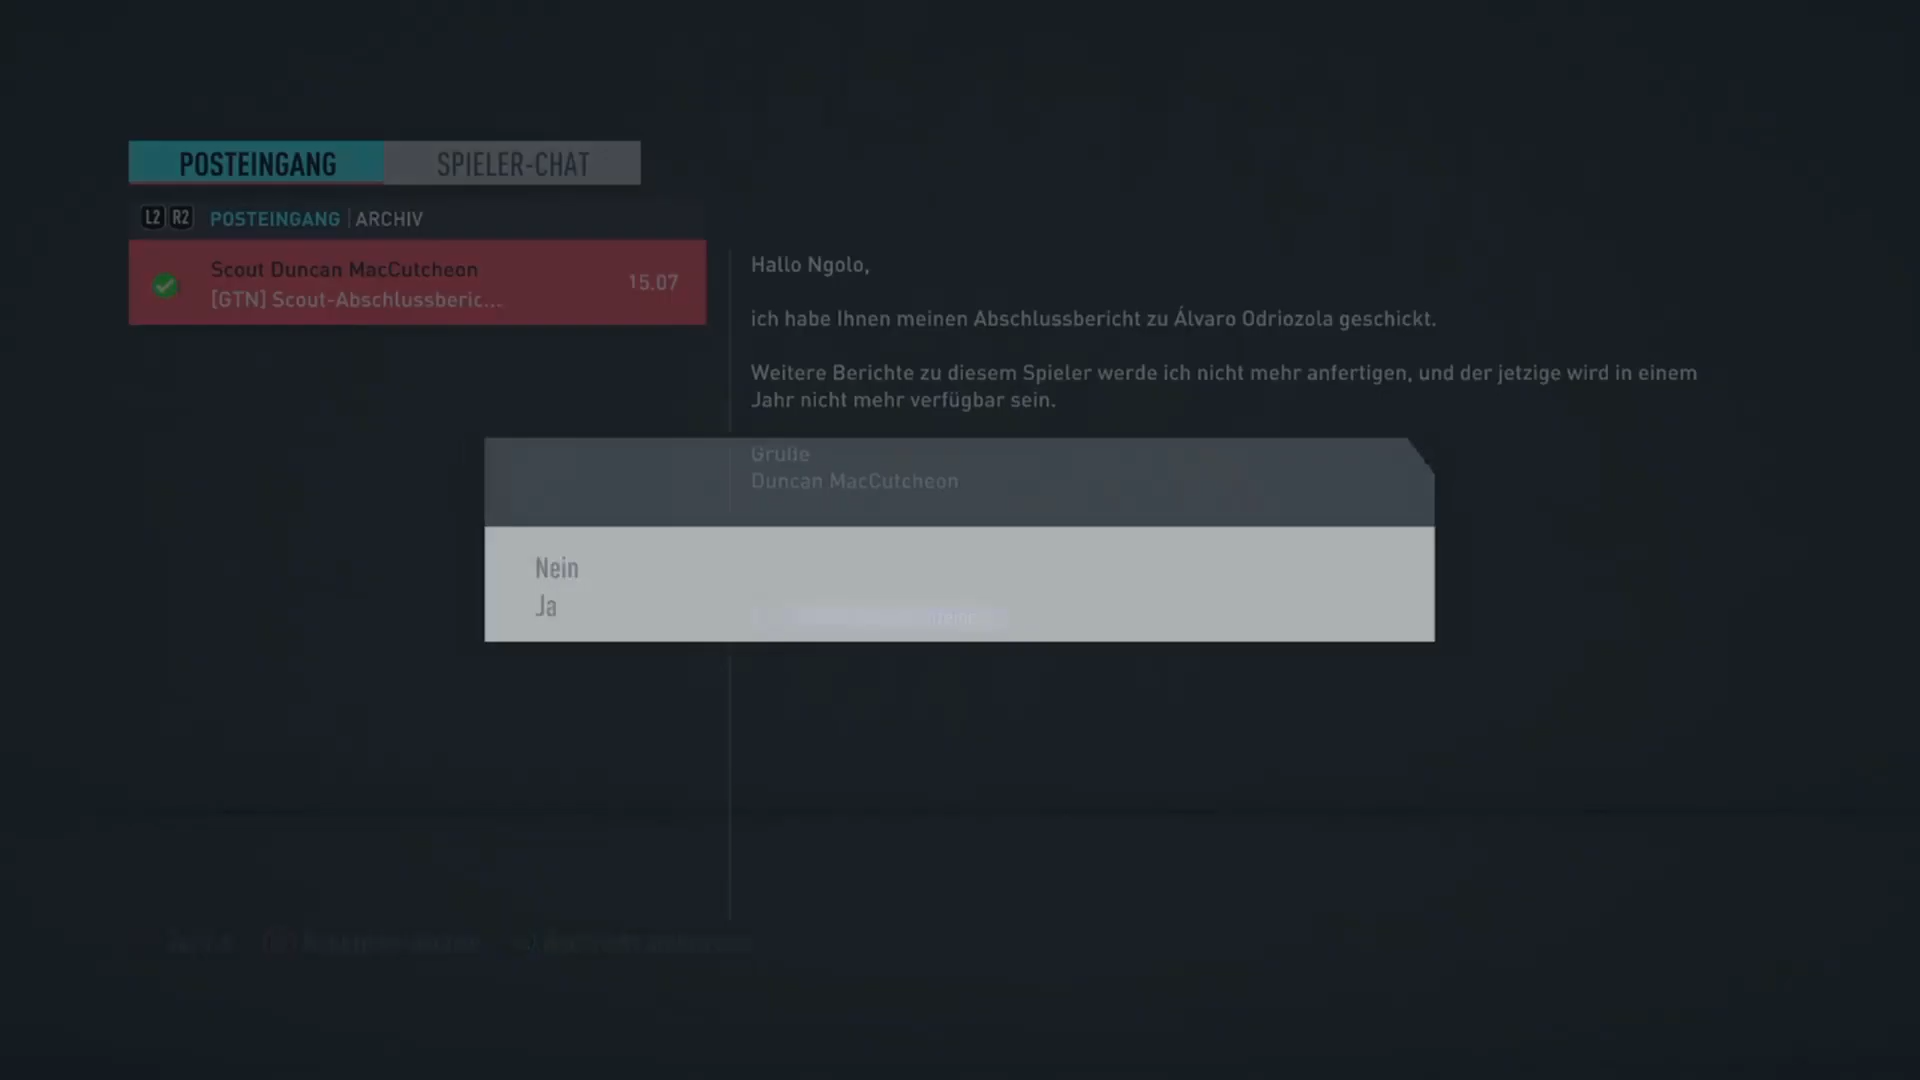 POSTEINGANG SPIELER-CHAT
L2 R2 POSTEINGANG | ARCHIV
Scout Duncan MacCutcheon
[GTN] Scout-Abschlussberic...
15.07
Hallo Ngolo,
ich habe Ihnen meinen Abschlussbericht zu Álvaro Odriozola geschickt.
Weitere Berichte zu diesem Spieler werde ich nicht mehr anfertigen, und der jetzige wird in einem
Jahr nicht mehr verfügbar sein.
Grüße
Duncan MacCutcheon
Nein
Ja